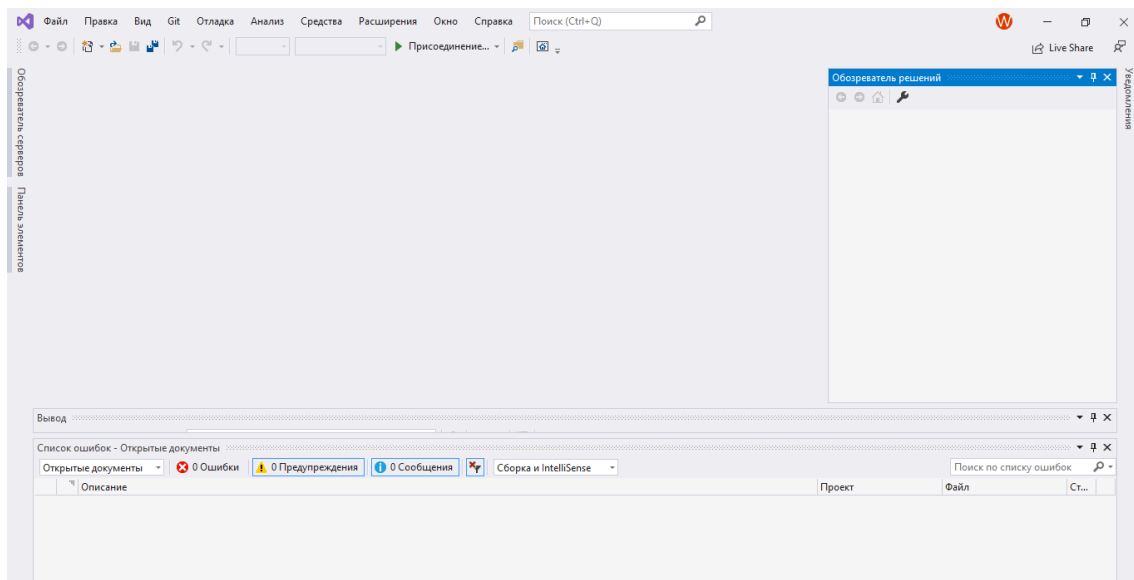 Файл Правка Вид Git Отладка Анализ Средства Расширения Окно Справка Поиск (Ctrl+Q) W
Присоединение... Live Share
Обозреватель серверов
Панель элементов
Обозреватель решений
Уведомления
Вывод
Список ошибок - Открытые документы
Открытые документы 0 Ошибки 0 Предупреждения 0 Сообщения Сборка и IntelliSense Поиск по списку ошибок
Описание Проект Файл Ст...